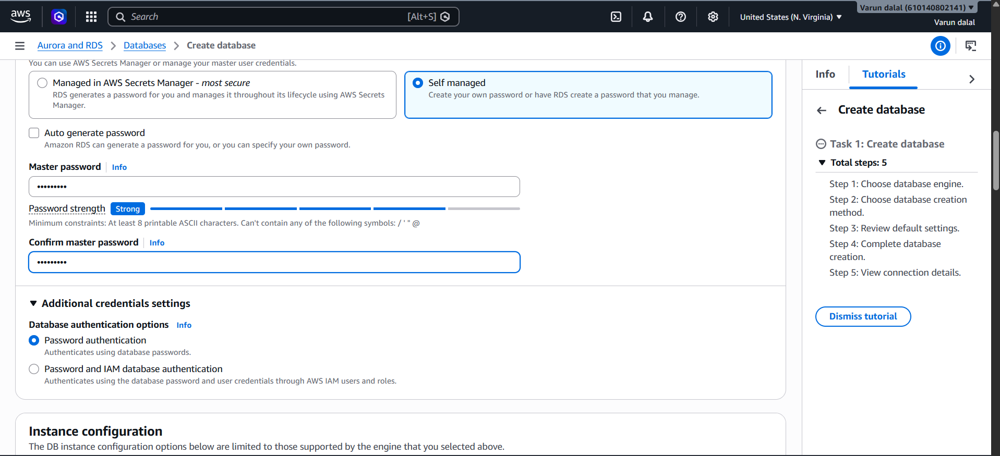 aws
Search
[Alt+S]
United States (N. Virginia)
Varun dalal (610140802141)
Varun dalal
Aurora and RDS
Databases
Create database
You can use AWS Secrets Manager or manage your master user credentials.
Managed in AWS Secrets Manager - most secure
RDS generates a password for you and manages it throughout its lifecycle using AWS Secrets
Manager.
Self managed
Create your own password or have RDS create a password that you manage.
Auto generate password
Amazon RDS can generate a password for you, or you can specify your own password.
Master password
Info
•••••••••
Password strength
Strong
Minimum constraints: At least 8 printable ASCII characters. Can't contain any of the following symbols: / ' " @
Confirm master password
Info
•••••••••
Additional credentials settings
Database authentication options
Info
Password authentication
Authenticates using database passwords.
Password and IAM database authentication
Authenticates using the database password and user credentials through AWS IAM users and roles.
Instance configuration
The DB instance configuration options below are limited to those supported by the engine that you selected above.
Info
Tutorials
Create database
Task 1: Create database
Total steps: 5
Step 1: Choose database engine.
Step 2: Choose database creation
method.
Step 3: Review default settings.
Step 4: Complete database
creation.
Step 5: View connection details.
Dismiss tutorial